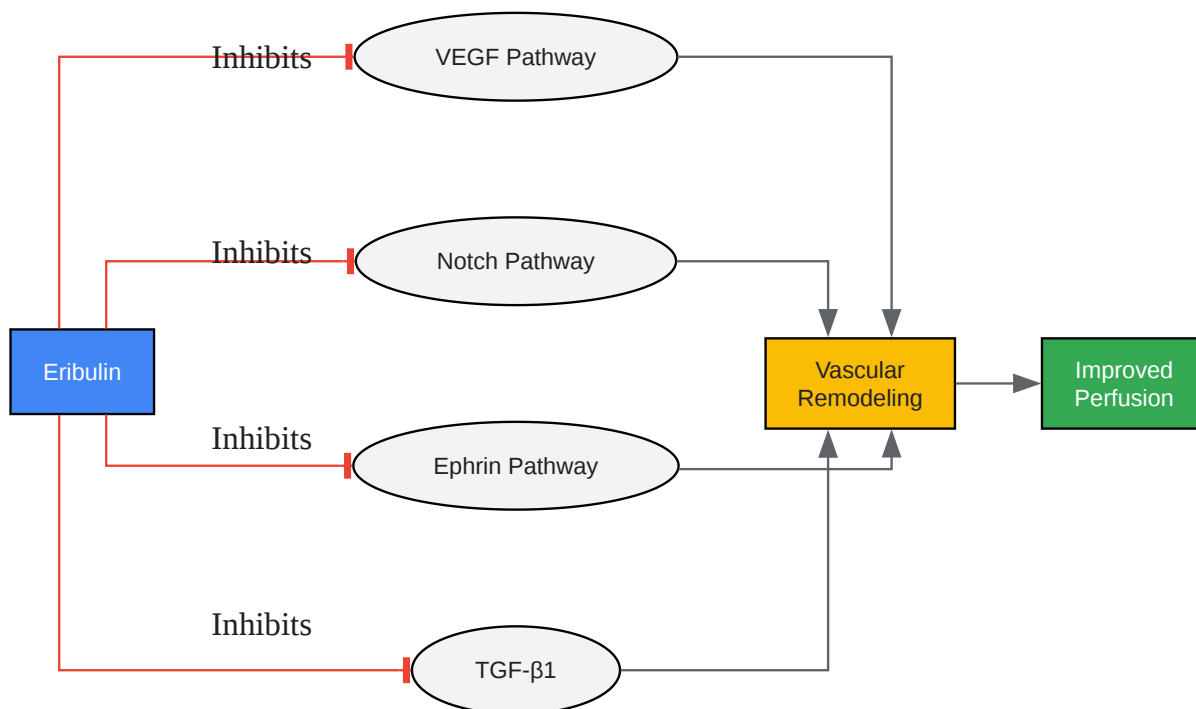 Inhibits
VEGF Pathway
Inhibits
Notch Pathway
Eribulin
Vascular
Remodeling
Improved
Perfusion
Inhibits
Ephrin Pathway
Inhibits
TGF-β1